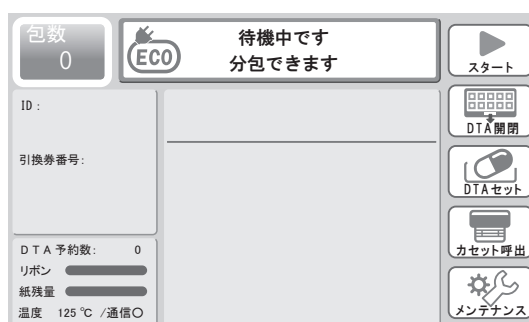 包数
0
ECO
待機中です
分包できます
スタート
ID :
引換券番号:
DTA開閉
DTAセット
カセット呼出
メンテナンス
ＤＴＡ予約数: 0
リボン
紙残量
温度 125℃ /通信〇